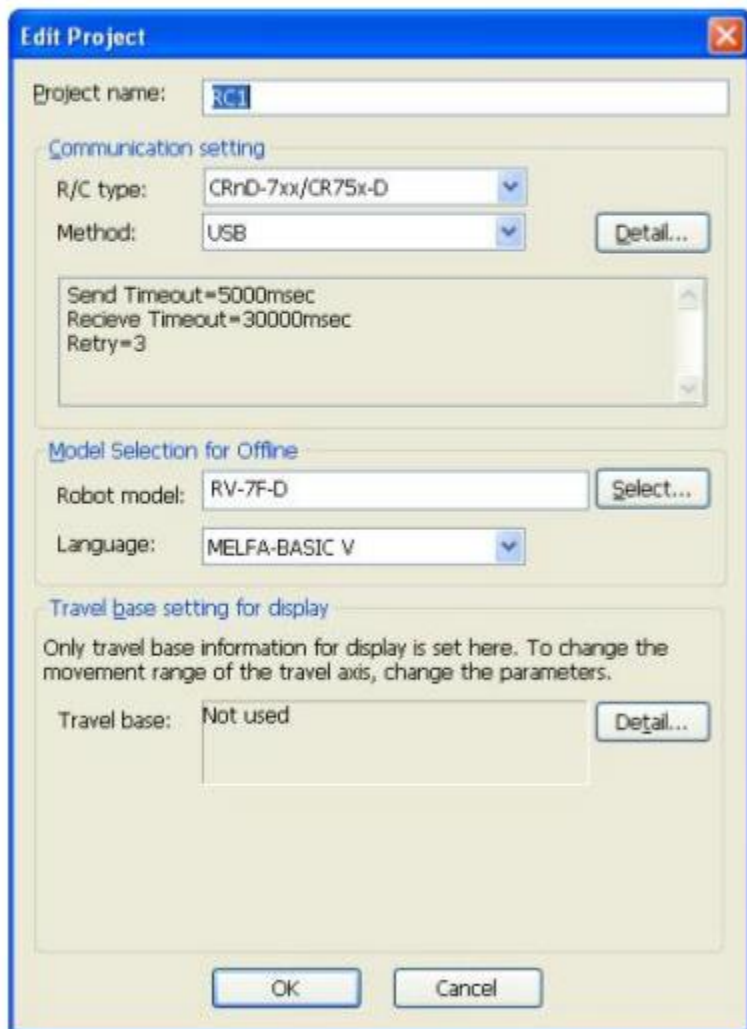 Edit Project
Project name: RC1
Communication setting
R/C type: CRnD-7xx/CR75x-D
Method: USB Detail...
Send Timeout=5000msec
Recieve Timeout=30000msec
Retry=3
Model Selection for Offline
Robot model: RV-7F-D Select...
Language: MELFA-BASIC V
Travel base setting for display
Only travel base information for display is set here. To change the
movement range of the travel axis, change the parameters.
Travel base: Not used Detail...
OK Cancel